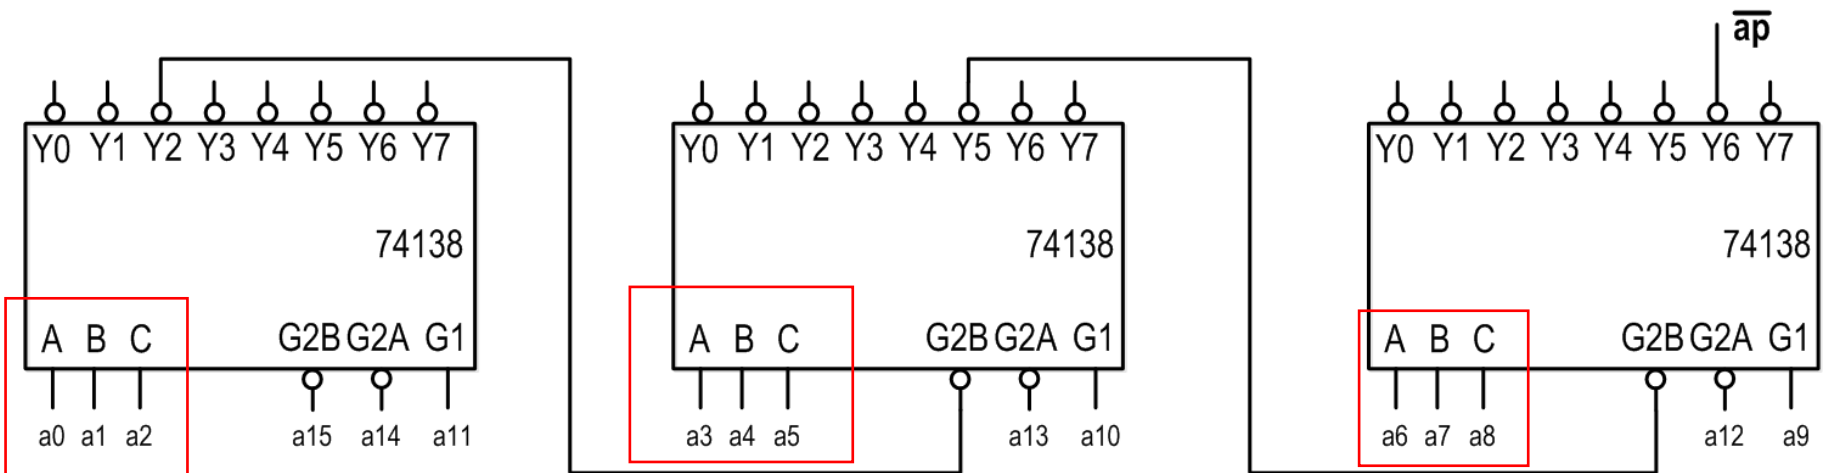 ap
Y0 Y1 Y2 Y3 Y4 Y5 Y6 Y7
74138
A B C G2B G2A G1
a0 a1 a2 a15 a14 a11
Y0 Y1 Y2 Y3 Y4 Y5 Y6 Y7
74138
A B C G2B G2A G1
a3 a4 a5 a13 a10
Y0 Y1 Y2 Y3 Y4 Y5 Y6 Y7
74138
A B C G2B G2A G1
a6 a7 a8 a12 a9